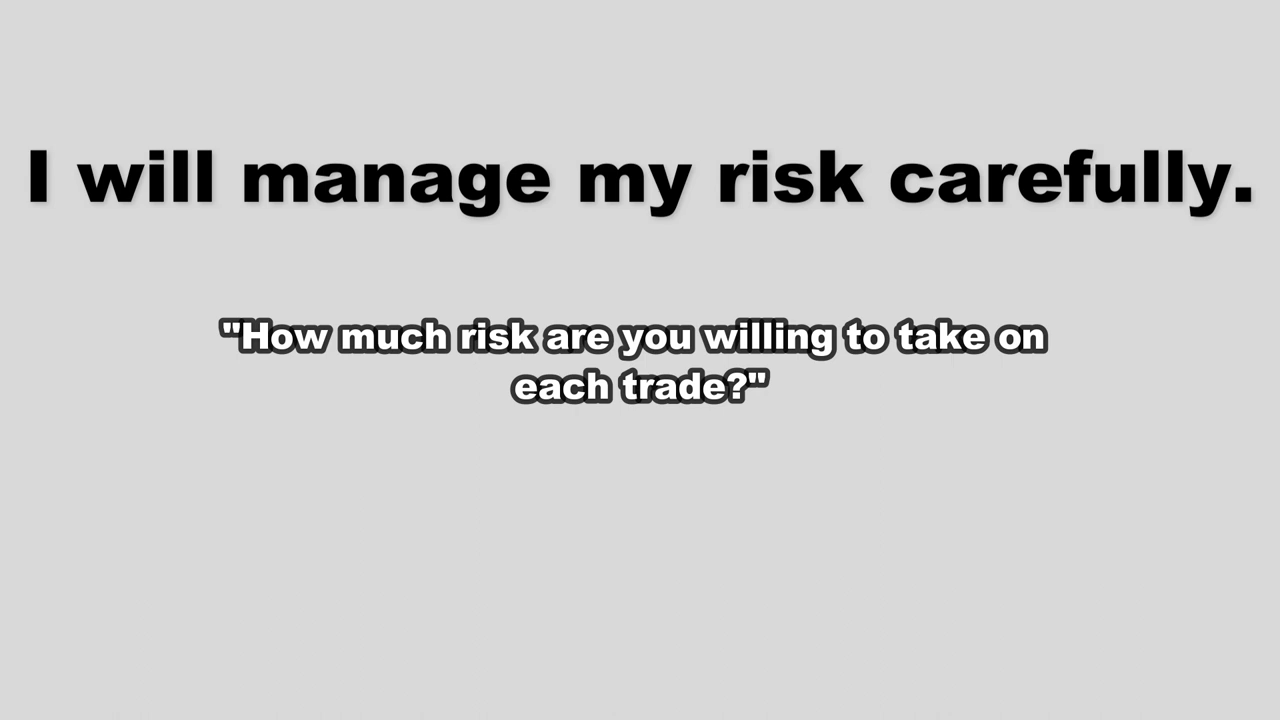 I will manage my risk carefully.
"How much risk are you willing to take on
each trade?"